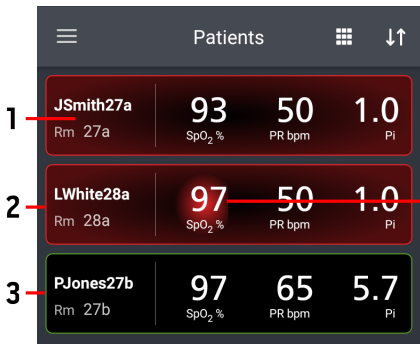 Patients
1
JSmith27a
Rm 27a
93
SpO2 %
50
PR bpm
1.0
Pi
2
LWhite28a
Rm 28a
97
SpO2 %
50
PR bpm
1.0
Pi
3
PJones27b
Rm 27b
97
SpO2 %
65
PR bpm
5.7
Pi